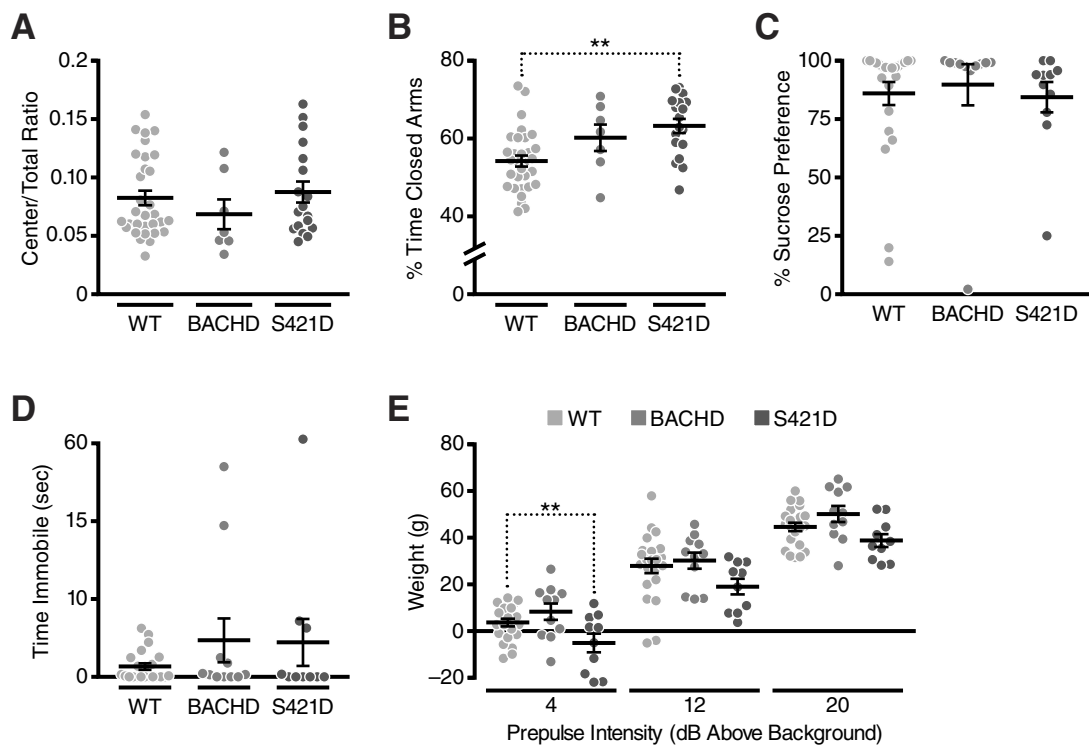 A
Center/Total Ratio
0.2
0.15
0.10
0.05
0
WT BACHD S421D
B
% Time Closed Arms
80
60
40
0
**
WT BACHD S421D
C
% Sucrose Preference
100
75
50
25
0
WT BACHD S421D
D
Time Immobile (sec)
60
15
10
0
WT BACHD S421D
E
WT BACHD S421D
Weight (g)
80
60
40
20
0
–20
**
4 12 20
Prepulse Intensity (dB Above Background)